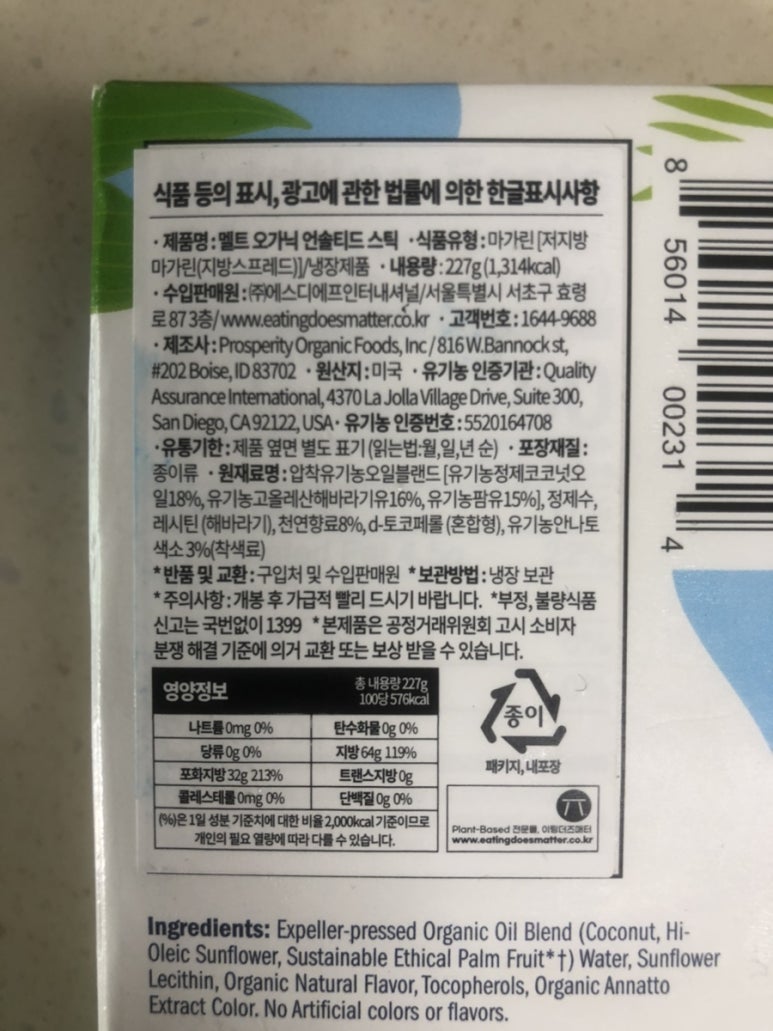 식품 등의 표시, 광고에 관한 법률에 의한 한글표시사항
· 제품명 : 멜트 오가닉 언솔티드 스틱 · 식품유형 : 마가린 [저지방
마가린(지방스프레드)]/냉장제품 · 내용량 : 227g (1,314kcal)
· 수입판매원 : ㈜에스디에프인터내셔널/서울특별시 서초구 효령
로 87 3층/ www.eatingdoesmatter.co.kr · 고객번호 : 1644-9688
· 제조사 : Prosperity Organic Foods, Inc / 816 W.Bannock st,
#202 Boise, ID 83702 · 원산지 : 미국 · 유기농 인증기관 : Quality
Assurance International, 4370 La Jolla Village Drive, Suite 300,
San Diego, CA 92122, USA · 유기농 인증번호 : 5520164708
· 유통기한 : 제품 옆면 별도 표기 (읽는법:월,일,년 순) · 포장재질 :
종이류 · 원재료명 : 압착유기농오일블랜드 [유기농정제코코넛오
일18%, 유기농고올레산해바라기유16%, 유기농팜유15%], 정제수,
레시틴 (해바라기), 천연향료8%, d-토코페롤 (혼합형), 유기농안나토
색소 3%(착색료)
* 반품 및 교환 : 구입처 및 수입판매원 * 보관방법 : 냉장 보관
* 주의사항 : 개봉 후 가급적 빨리 드시기 바랍니다. *부정, 불량식품
신고는 국번없이 1399 * 본제품은 공정거래위원회 고시 소비자
분쟁 해결 기준에 의거 교환 또는 보상 받을 수 있습니다.
영양정보
총 내용량 227g
100당 576kcal
나트륨 0mg 0% 탄수화물 0g 0%
당류 0g 0% 지방 64g 119%
포화지방 32g 213% 트랜스지방 0g
콜레스테롤 0mg 0% 단백질 0g 0%
(%)은 1일 성분 기준치에 대한 비율 2,000kcal 기준이므로
개인의 필요 열량에 따라 다를 수 있습니다.
종이
패키지, 내포장
Plant-Based 전문몰, 이팅더즈매터
www.eatingdoesmatter.co.kr
8 56014 00231 4
Ingredients: Expeller-pressed Organic Oil Blend (Coconut, Hi-
Oleic Sunflower, Sustainable Ethical Palm Fruit*†) Water, Sunflower
Lecithin, Organic Natural Flavor, Tocopherols, Organic Annatto
Extract Color. No Artificial colors or flavors.